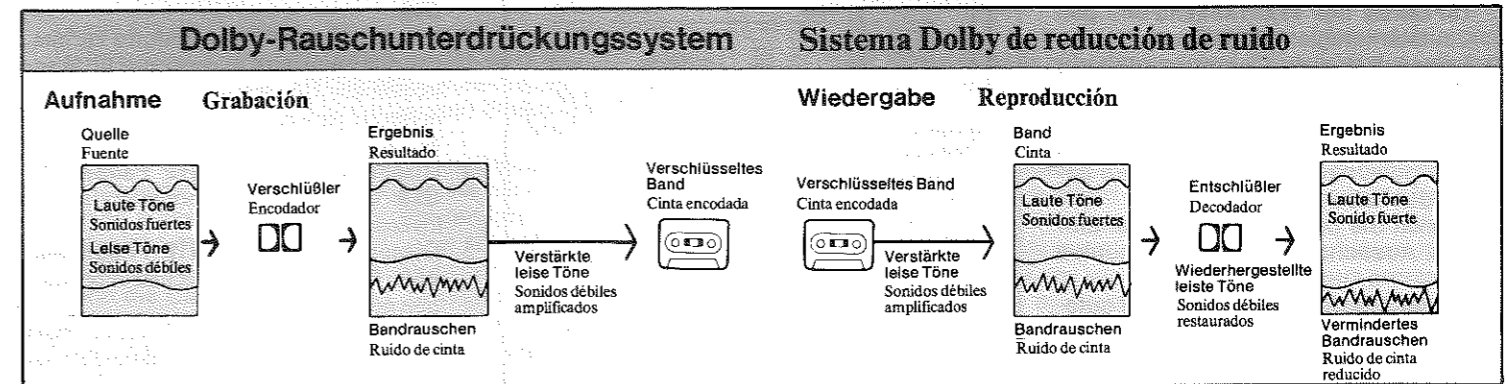 Dolby-Rauschunterdrückungssystem Sistema Dolby de reducción de ruido
Aufnahme Grabación
Quelle
Fuente
Laute Töne
Sonidos fuertes
Leise Töne
Sonidos débiles
Verschlüßler
Encodador
Ergebnis
Resultado
Bandrauschen
Ruido de cinta
Verstärkte
leise Töne
Sonidos débiles
amplificados
Verschlüsseltes
Band
Cinta encodada
Wiedergabe Reproducción
Verschlüsseltes Band
Cinta encodada
Verstärkte
leise Töne
Sonidos débiles
amplificados
Band
Cinta
Laute Töne
Sonidos fuertes
Bandrauschen
Ruido de cinta
Entschlüßler
Decodador
Wiederhergestellte
leiste Töne
Sonidos débiles
restaurados
Ergebnis
Resultado
Laute Töne
Sonido fuerte
Vermindertes
Bandrauschen
Ruido de cinta
reducido